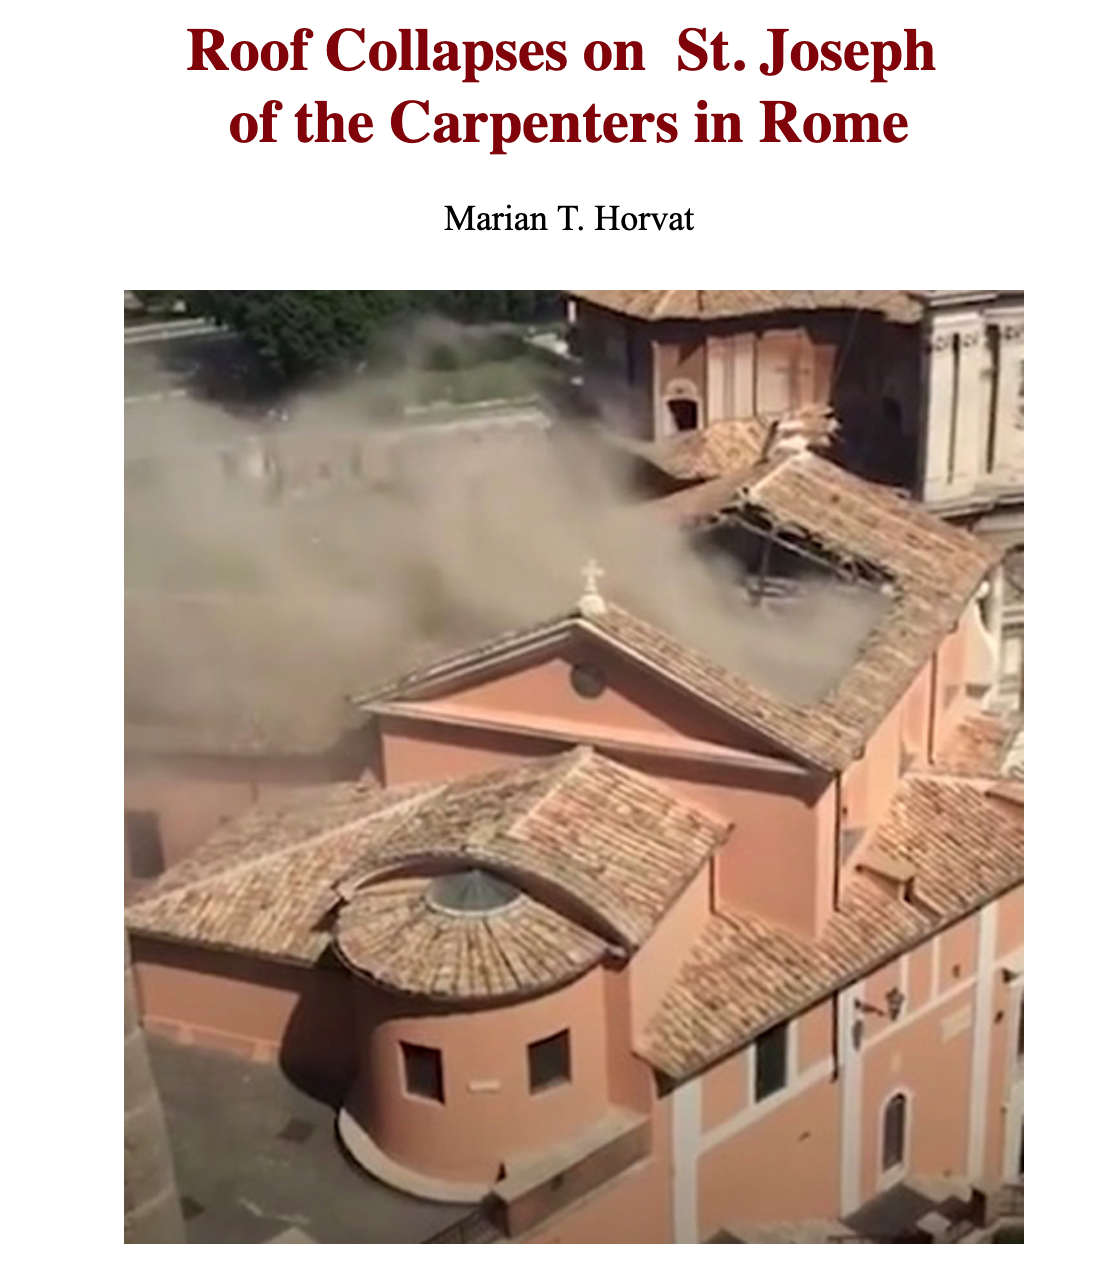 Roof Collapses on St. Joseph
of the Carpenters in Rome
Marian T. Horvat